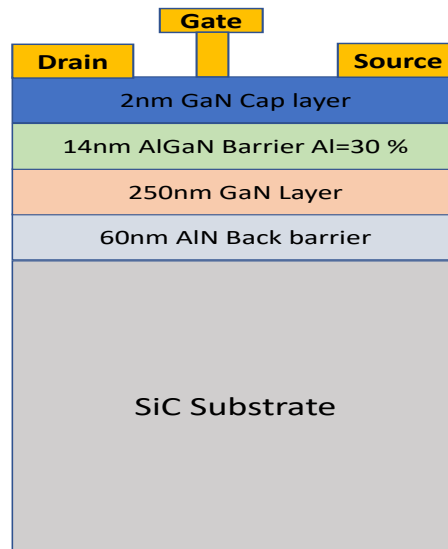 Gate
Drain
Source
2nm GaN Cap layer
14nm AlGaN Barrier Al=30 %
250nm GaN Layer
60nm AlN Back barrier
SiC Substrate